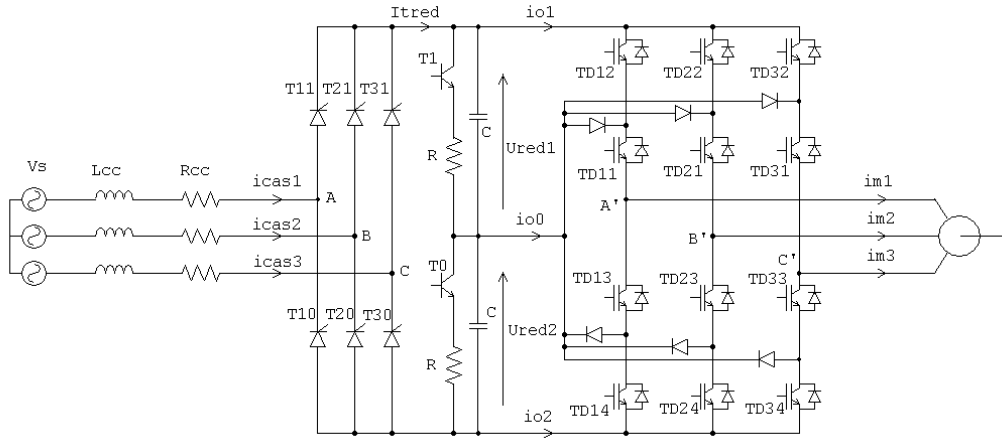 Itred io1
T1 TD12 TD22 TD32
T11 T21 T31
C Ured1
R TD11 TD21 TD31
Vs Lcc Rcc icas1 A A' im1
icas2 B io0 B' im2
icas3 C C' im3
T0 TD13 TD23 TD33
T10 T20 T30 C Ured2
R
TD14 TD24 TD34
io2